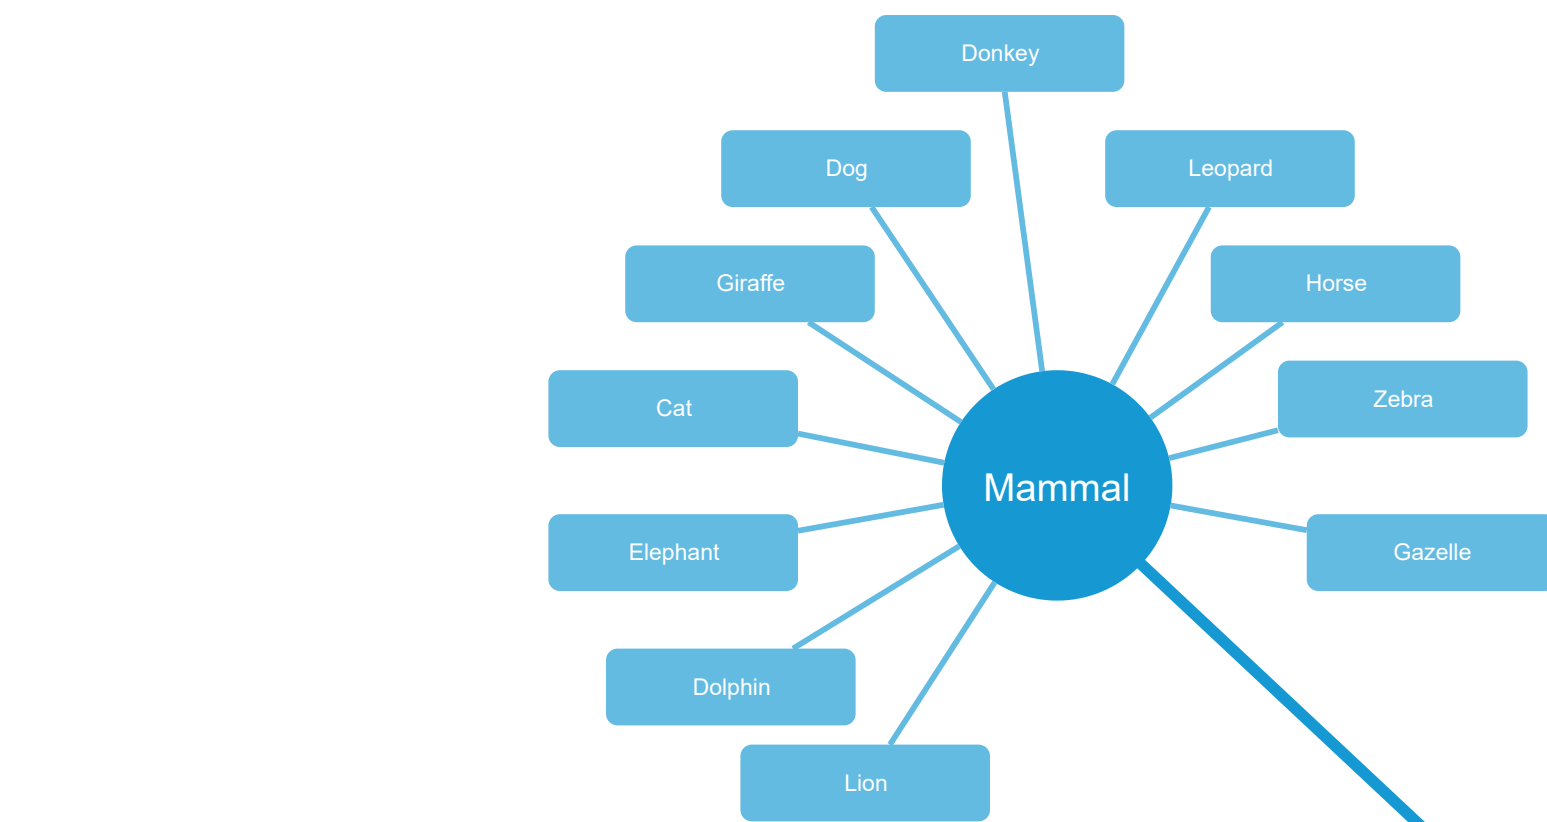 Donkey
Dog
Leopard
Giraffe
Horse
Zebra
Cat
Mammal
Elephant
Gazelle
Dolphin
Lion